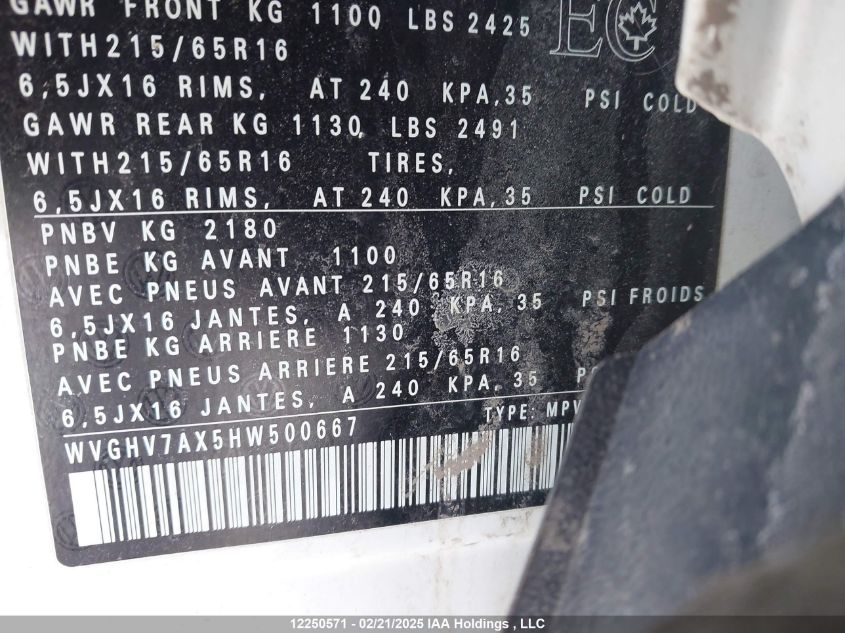 GAWR FRONT KG 1100 LBS 2425
EC
WITH215/65R16
6,5JX16 RIMS, AT 240 KPA,35 PSI COLD
GAWR REAR KG 1130, LBS 2491
WITH215/65R16 TIRES,
6,5JX16 RIMS, AT 240 KPA,35 PSI COLD
PNBV KG 2180
PNBE KG AVANT 1100
AVEC PNEUS AVANT 215/65R16
6,5JX16 JANTES, A 240 KPA, 35 PSI FROIDS
PNBE KG ARRIERE 1130
AVEC PNEUS ARRIERE 215/65R16
6,5JX16 JANTES, A 240 KPA, 35
WVGHV7AX5HW500667 TYPE: MPV
12250571 - 02/21/2025 IAA Holdings , LLC